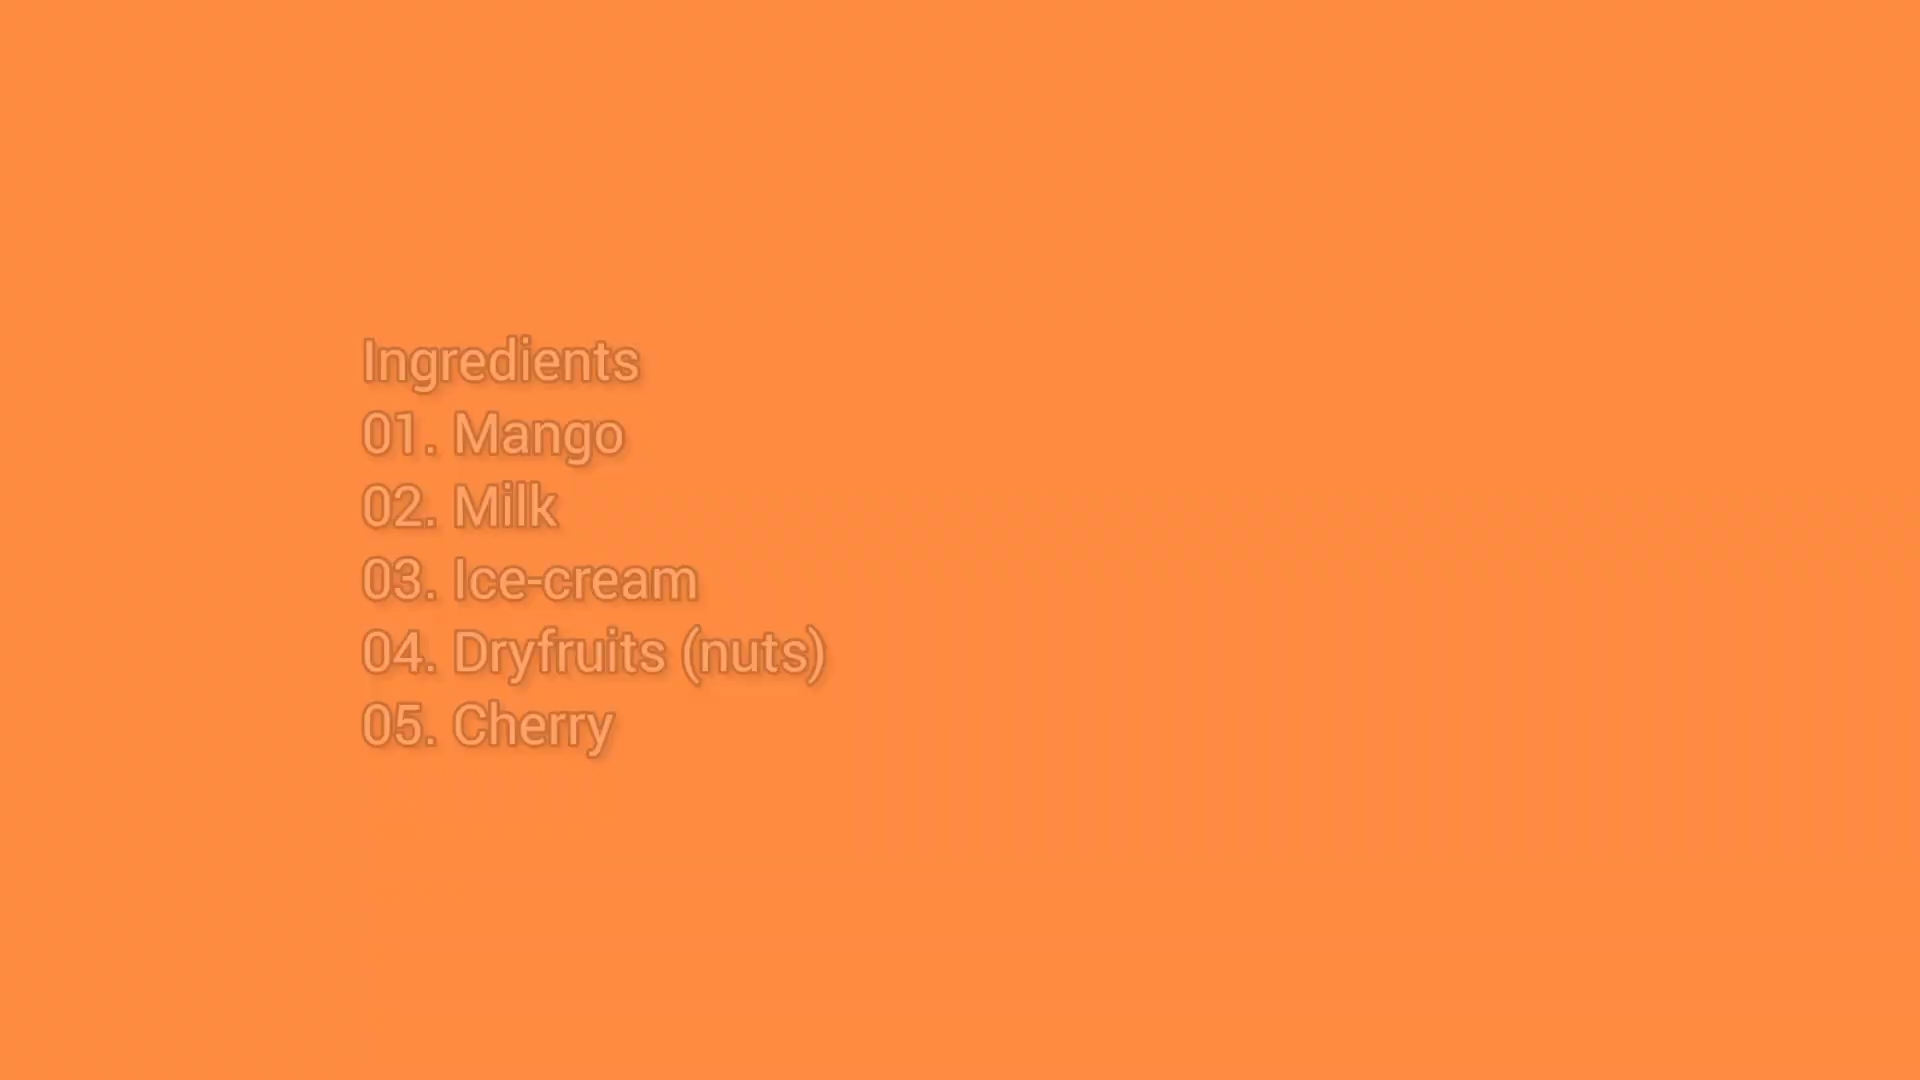 Ingredients
01. Mango
02. Milk
03. Ice-cream
04. Dryfruits (nuts)
05. Cherry